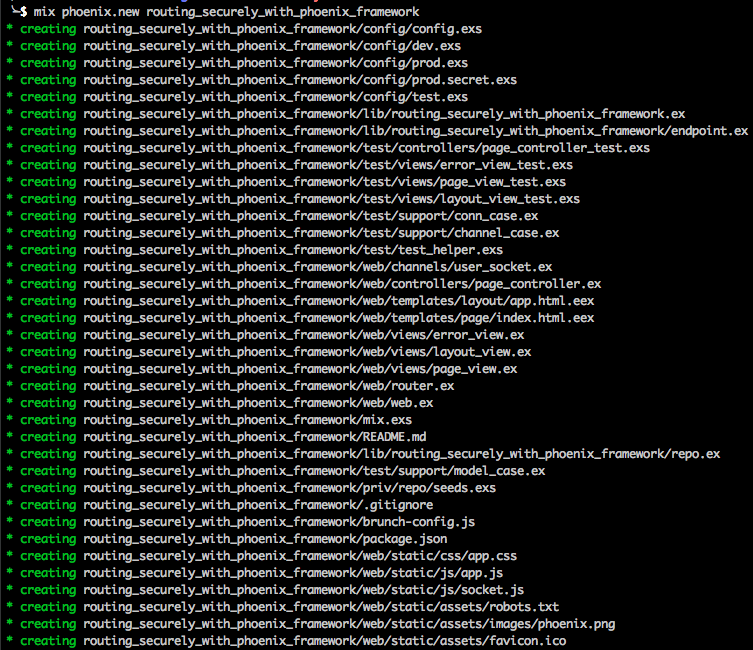 $ mix phoenix.new routing_securely_with_phoenix_framework
* creating routing_securely_with_phoenix_framework/config/config.exs
* creating routing_securely_with_phoenix_framework/config/dev.exs
* creating routing_securely_with_phoenix_framework/config/prod.exs
* creating routing_securely_with_phoenix_framework/config/prod.secret.exs
* creating routing_securely_with_phoenix_framework/config/test.exs
* creating routing_securely_with_phoenix_framework/lib/routing_securely_with_phoenix_framework.ex
* creating routing_securely_with_phoenix_framework/lib/routing_securely_with_phoenix_framework/endpoint.ex
* creating routing_securely_with_phoenix_framework/test/controllers/page_controller_test.exs
* creating routing_securely_with_phoenix_framework/test/views/error_view_test.exs
* creating routing_securely_with_phoenix_framework/test/views/page_view_test.exs
* creating routing_securely_with_phoenix_framework/test/views/layout_view_test.exs
* creating routing_securely_with_phoenix_framework/test/support/conn_case.ex
* creating routing_securely_with_phoenix_framework/test/support/channel_case.ex
* creating routing_securely_with_phoenix_framework/test/test_helper.exs
* creating routing_securely_with_phoenix_framework/web/channels/user_socket.ex
* creating routing_securely_with_phoenix_framework/web/controllers/page_controller.ex
* creating routing_securely_with_phoenix_framework/web/templates/layout/app.html.eex
* creating routing_securely_with_phoenix_framework/web/templates/page/index.html.eex
* creating routing_securely_with_phoenix_framework/web/views/error_view.ex
* creating routing_securely_with_phoenix_framework/web/views/layout_view.ex
* creating routing_securely_with_phoenix_framework/web/views/page_view.ex
* creating routing_securely_with_phoenix_framework/web/router.ex
* creating routing_securely_with_phoenix_framework/web/web.ex
* creating routing_securely_with_phoenix_framework/mix.exs
* creating routing_securely_with_phoenix_framework/README.md
* creating routing_securely_with_phoenix_framework/lib/routing_securely_with_phoenix_framework/repo.ex
* creating routing_securely_with_phoenix_framework/test/support/model_case.ex
* creating routing_securely_with_phoenix_framework/priv/repo/seeds.exs
* creating routing_securely_with_phoenix_framework/.gitignore
* creating routing_securely_with_phoenix_framework/brunch-config.js
* creating routing_securely_with_phoenix_framework/package.json
* creating routing_securely_with_phoenix_framework/web/static/css/app.css
* creating routing_securely_with_phoenix_framework/web/static/js/app.js
* creating routing_securely_with_phoenix_framework/web/static/js/socket.js
* creating routing_securely_with_phoenix_framework/web/static/assets/robots.txt
* creating routing_securely_with_phoenix_framework/web/static/assets/images/phoenix.png
* creating routing_securely_with_phoenix_framework/web/static/assets/favicon.ico